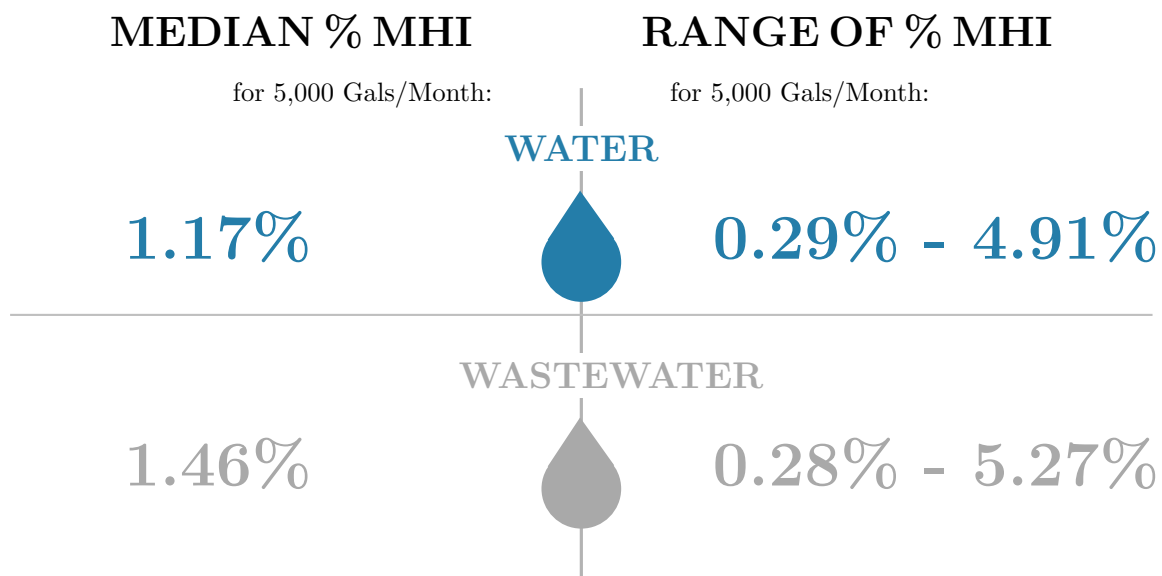 MEDIAN % MHI
for 5,000 Gals/Month:
RANGE OF % MHI
for 5,000 Gals/Month:
WATER
1.17%
0.29% - 4.91%
WASTEWATER
1.46%
0.28% - 5.27%